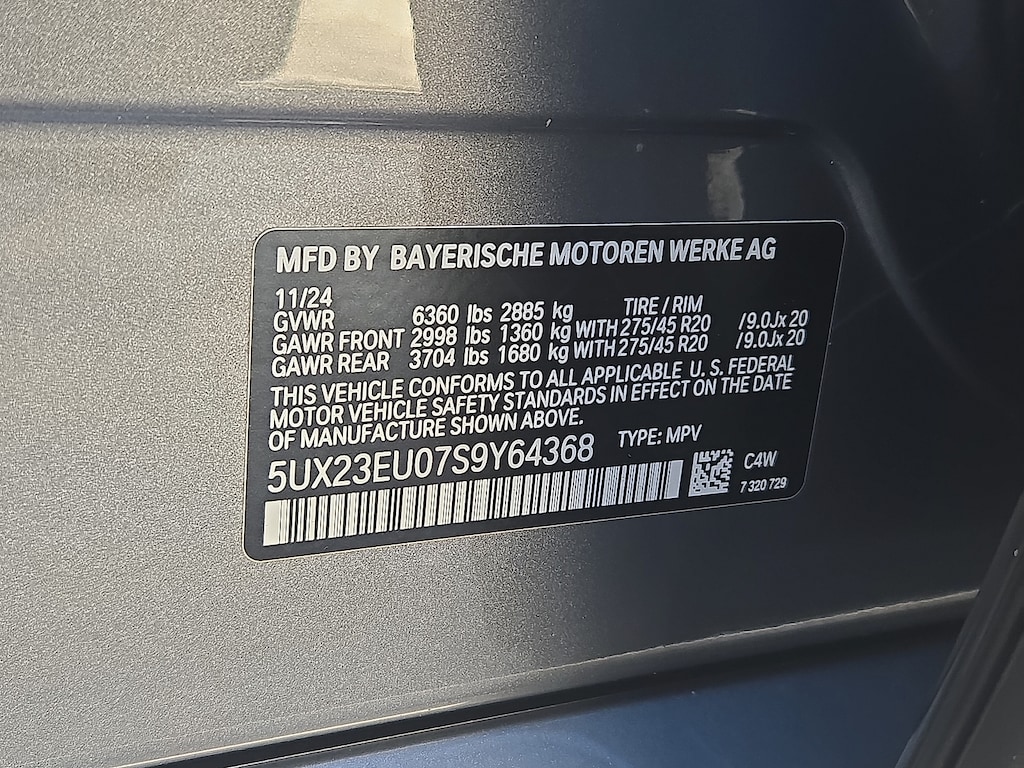 MFD BY BAYERISCHE MOTOREN WERKE AG
11/24
GVWR 6360 lbs 2885 kg TIRE / RIM
GAWR FRONT 2998 lbs 1360 kg WITH 275/45 R20 /9.0Jx 20
GAWR REAR 3704 lbs 1680 kg WITH 275/45 R20 /9.0Jx 20
THIS VEHICLE CONFORMS TO ALL APPLICABLE U.S. FEDERAL
MOTOR VEHICLE SAFETY STANDARDS IN EFFECT ON THE DATE
OF MANUFACTURE SHOWN ABOVE.
5UX23EU07S9Y64368 TYPE: MPV
C4W
7 320 729